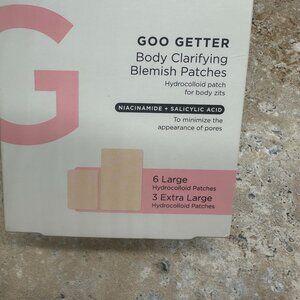 G
GOO GETTER
Body Clarifying
Blemish Patches
Hydrocolloid patch
for body zits
NIACINAMIDE + SALICYLIC ACID
To minimize the
appearance of pores
6 Large
Hydrocolloid Patches
3 Extra Large
Hydrocolloid Patches